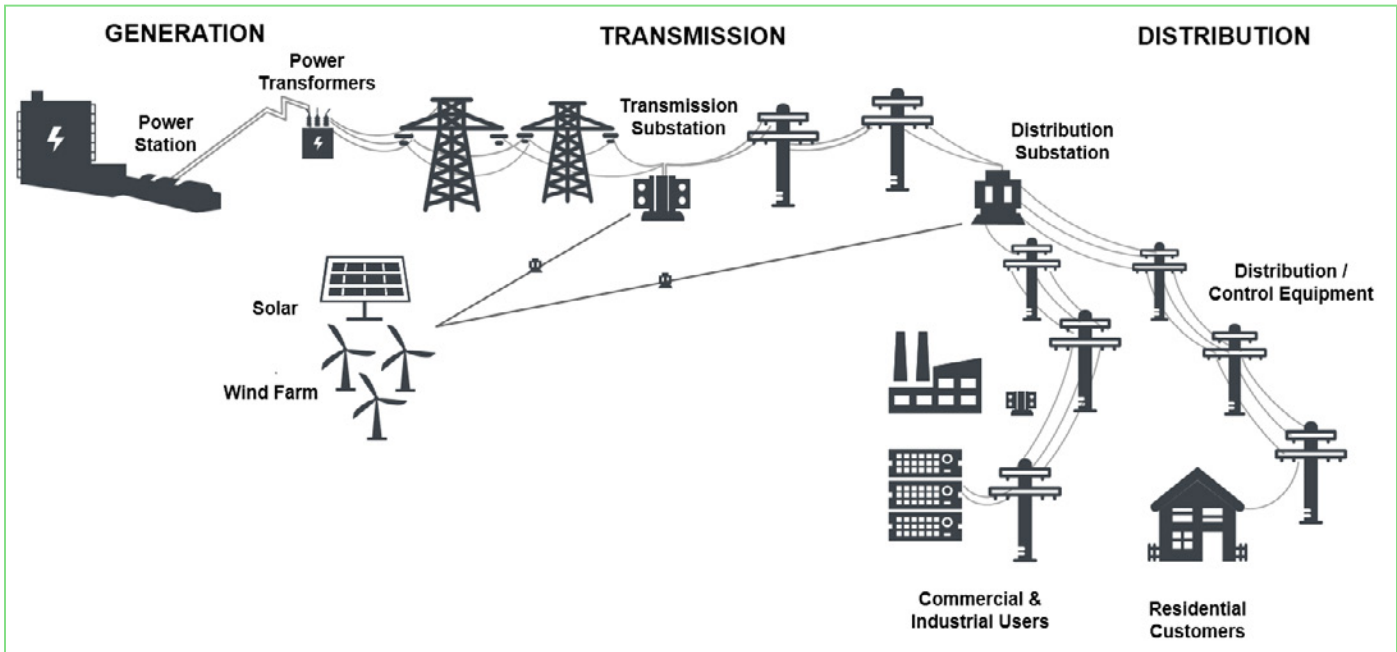 GENERATION
TRANSMISSION
DISTRIBUTION
Power
Transformers
Power
Station
Transmission
Substation
Distribution
Substation
Solar
Wind Farm
Distribution /
Control Equipment
Commercial &
Industrial Users
Residential
Customers